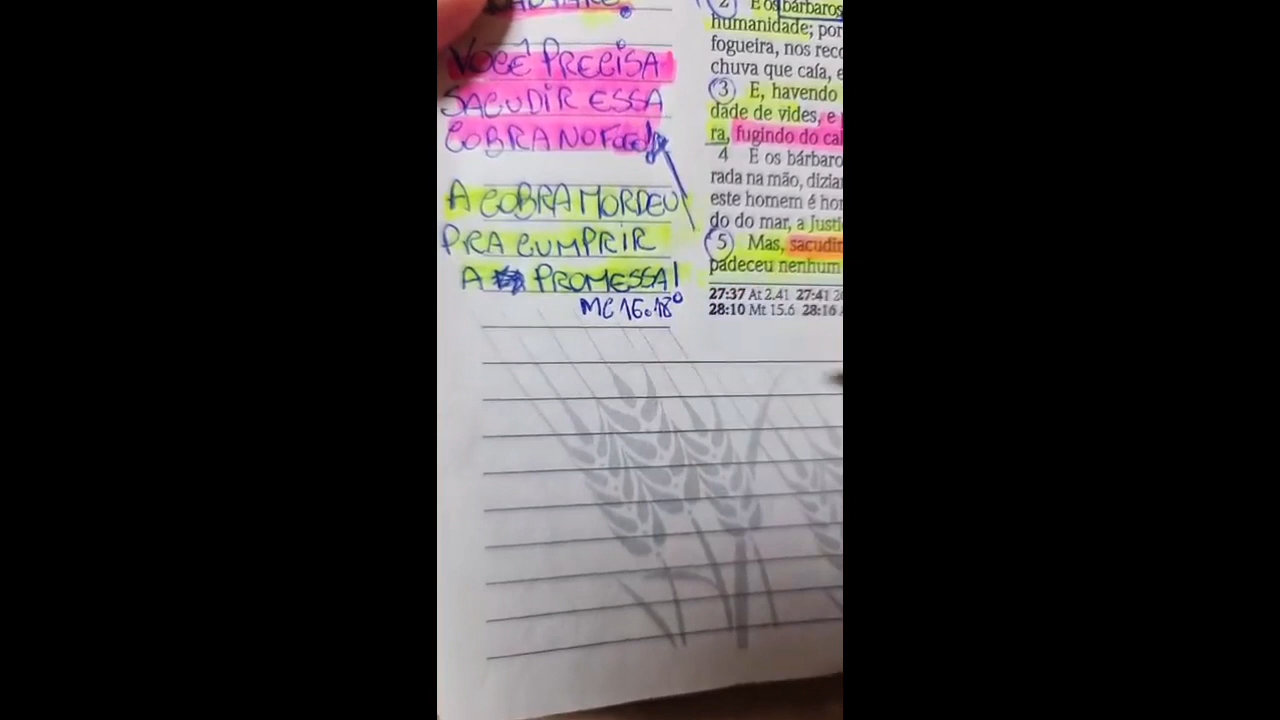 VOCÊ PRECISA
SACUDIR ESSA
COBRA NO FOGO!
A COBRA MORDEU
PRA CUMPRIR
A PROMESSA!
MC 16.18
2 E os bárbaros
humanidade; por
fogueira, nos rec
chuva que caía, e
3 E, havendo
dade de vides, e
ra, fugindo do cal
4 E os bárbaro
rada na mão, dizia
este homem é ho
do do mar, a Justi
5 Mas, sacudin
padeceu nenhum
27:37 At 2.41 27:41
28:10 Mt 15.6 28:16